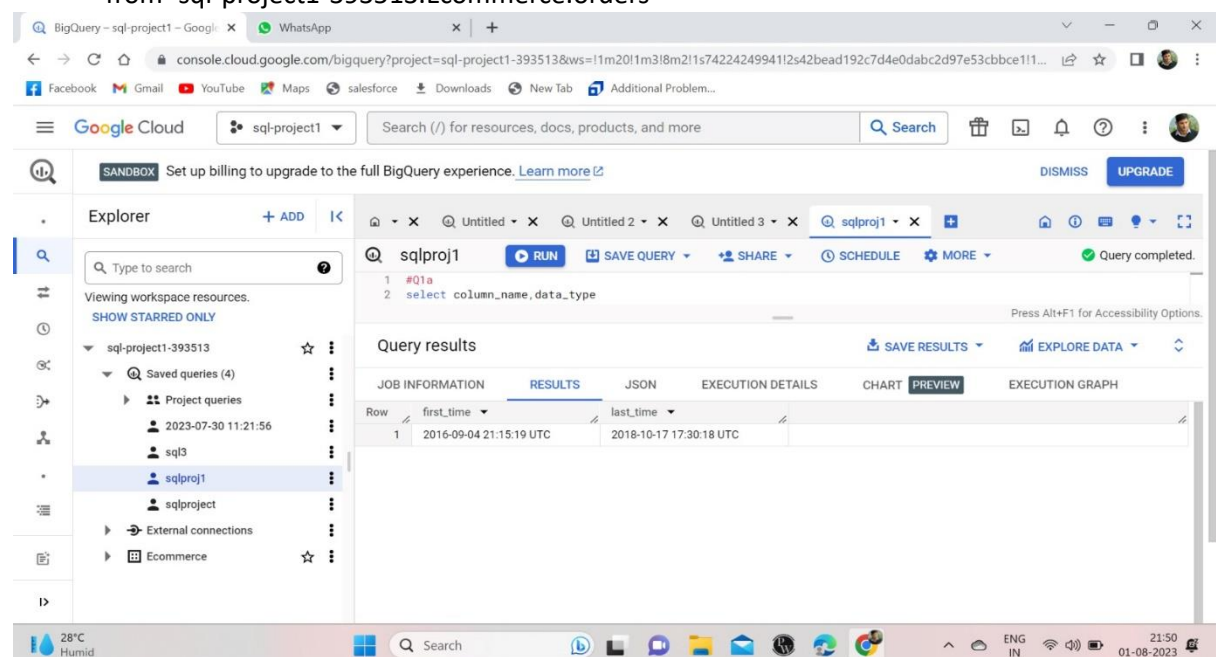 from `sql-project1-393513.Ecommerce.orders`
BigQuery – sql-project1 – Google
WhatsApp
console.cloud.google.com/bigquery?project=sql-project1-393513&ws=!1m20!1m3!8m2!1s74224249941!2s42bead192c7d4e0dabc2d97e53cbbce1!1...
Facebook Gmail YouTube Maps salesforce Downloads New Tab Additional Problem...
Google Cloud sql-project1 Search (/) for resources, docs, products, and more Search
SANDBOX Set up billing to upgrade to the full BigQuery experience. Learn more DISMISS UPGRADE
Explorer + ADD
Type to search
Viewing workspace resources.
SHOW STARRED ONLY
sql-project1-393513
Saved queries (4)
Project queries
2023-07-30 11:21:56
sql3
sqlproj1
sqlproject
External connections
Ecommerce
Untitled Untitled 2 Untitled 3 sqlproj1
sqlproj1 RUN SAVE QUERY SHARE SCHEDULE MORE Query completed.
1 #Q1a
2 select column_name,data_type
Press Alt+F1 for Accessibility Options.
Query results SAVE RESULTS EXPLORE DATA
JOB INFORMATION RESULTS JSON EXECUTION DETAILS CHART PREVIEW EXECUTION GRAPH
Row first_time last_time
1 2016-09-04 21:15:19 UTC 2018-10-17 17:30:18 UTC
28°C
Humid
Search
ENG
IN
21:50
01-08-2023